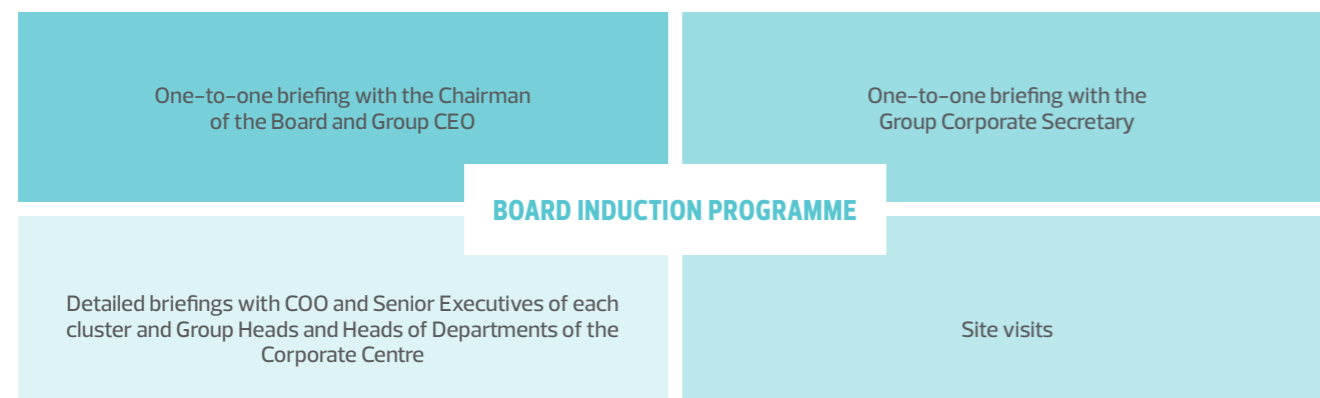 One-to-one briefing with the Chairman
of the Board and Group CEO
One-to-one briefing with the
Group Corporate Secretary
BOARD INDUCTION PROGRAMME
Detailed briefings with COO and Senior Executives of each
cluster and Group Heads and Heads of Departments of the
Corporate Centre
Site visits